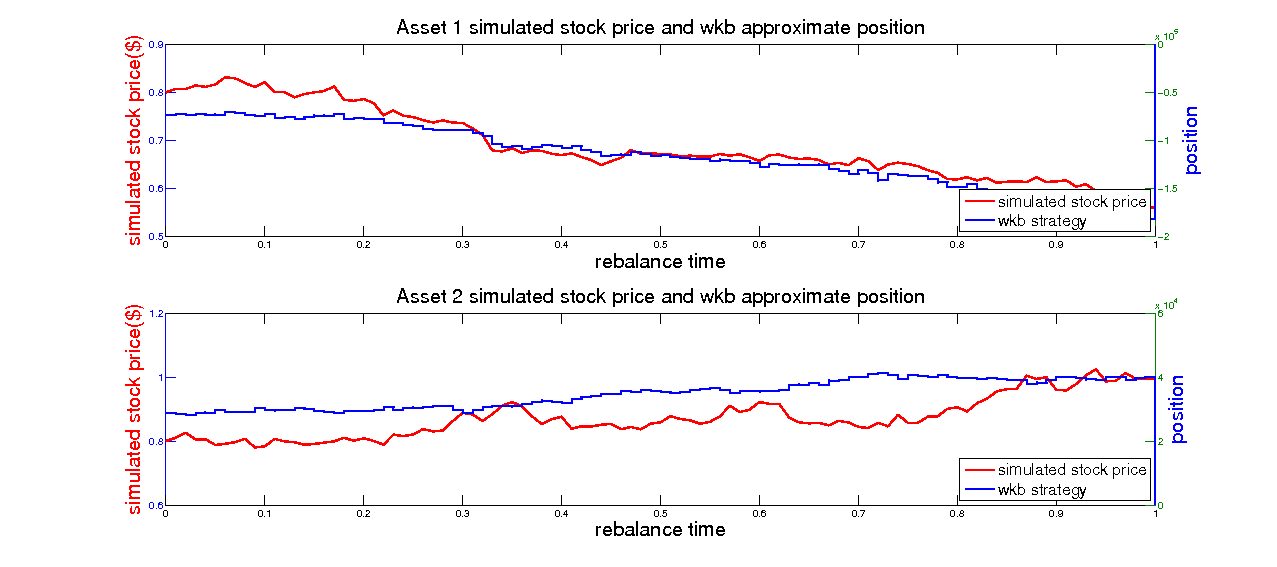 Asset 1 simulated stock price and wkb approximate position
x 10^5
simulated stock price($)
0.9
0.8
0.7
0.6
0.5
0
-0.5
-1
-1.5
-2
position
simulated stock price
wkb strategy
0 0.1 0.2 0.3 0.4 0.5 0.6 0.7 0.8 0.9 1
rebalance time
Asset 2 simulated stock price and wkb approximate position
x 10^4
simulated stock price($)
1.2
1
0.8
0.6
6
4
2
0
position
simulated stock price
wkb strategy
0 0.1 0.2 0.3 0.4 0.5 0.6 0.7 0.8 0.9 1
rebalance time